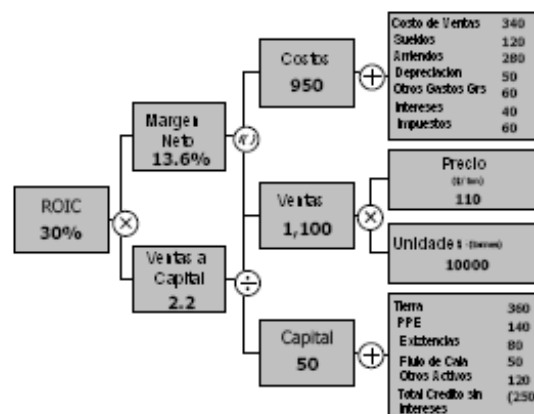 ROIC
30%
Margen
Neto
13.6%
Ventas a
Capital
2.2
Costos
950
Ventas
1,100
Capital
50
Costo de Ventas 340
Sueldos 120
Arriendos 280
Depreciacion 50
Otros Gastos Grs 60
Intereses 40
Impuestos 60
Precio
110
Unidades
10000
Tierra 360
PPE 140
Existencias 80
Flujo de Caja 50
Otros Activos 120
Total Credito sin (250
Intereses